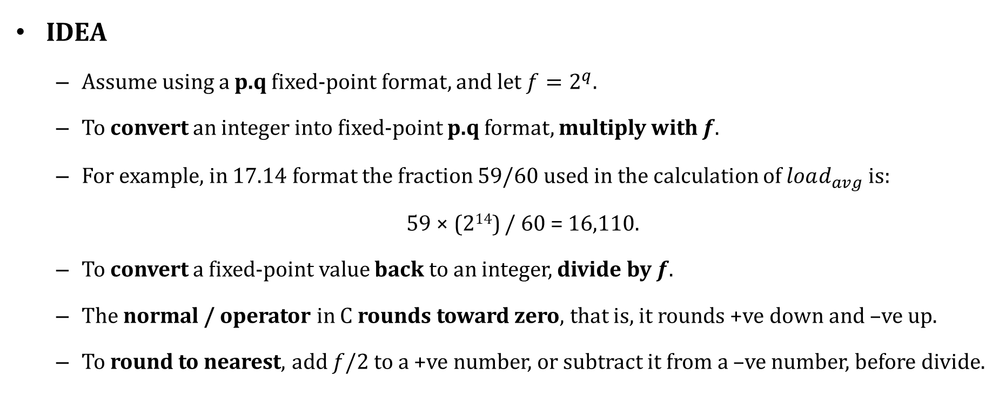 • IDEA
– Assume using a p.q fixed-point format, and let f = 2^q.
– To convert an integer into fixed-point p.q format, multiply with f.
– For example, in 17.14 format the fraction 59/60 used in the calculation of load_avg is:
59 × (2^14) / 60 = 16,110.
– To convert a fixed-point value back to an integer, divide by f.
– The normal / operator in C rounds toward zero, that is, it rounds +ve down and –ve up.
– To round to nearest, add f/2 to a +ve number, or subtract it from a –ve number, before divide.